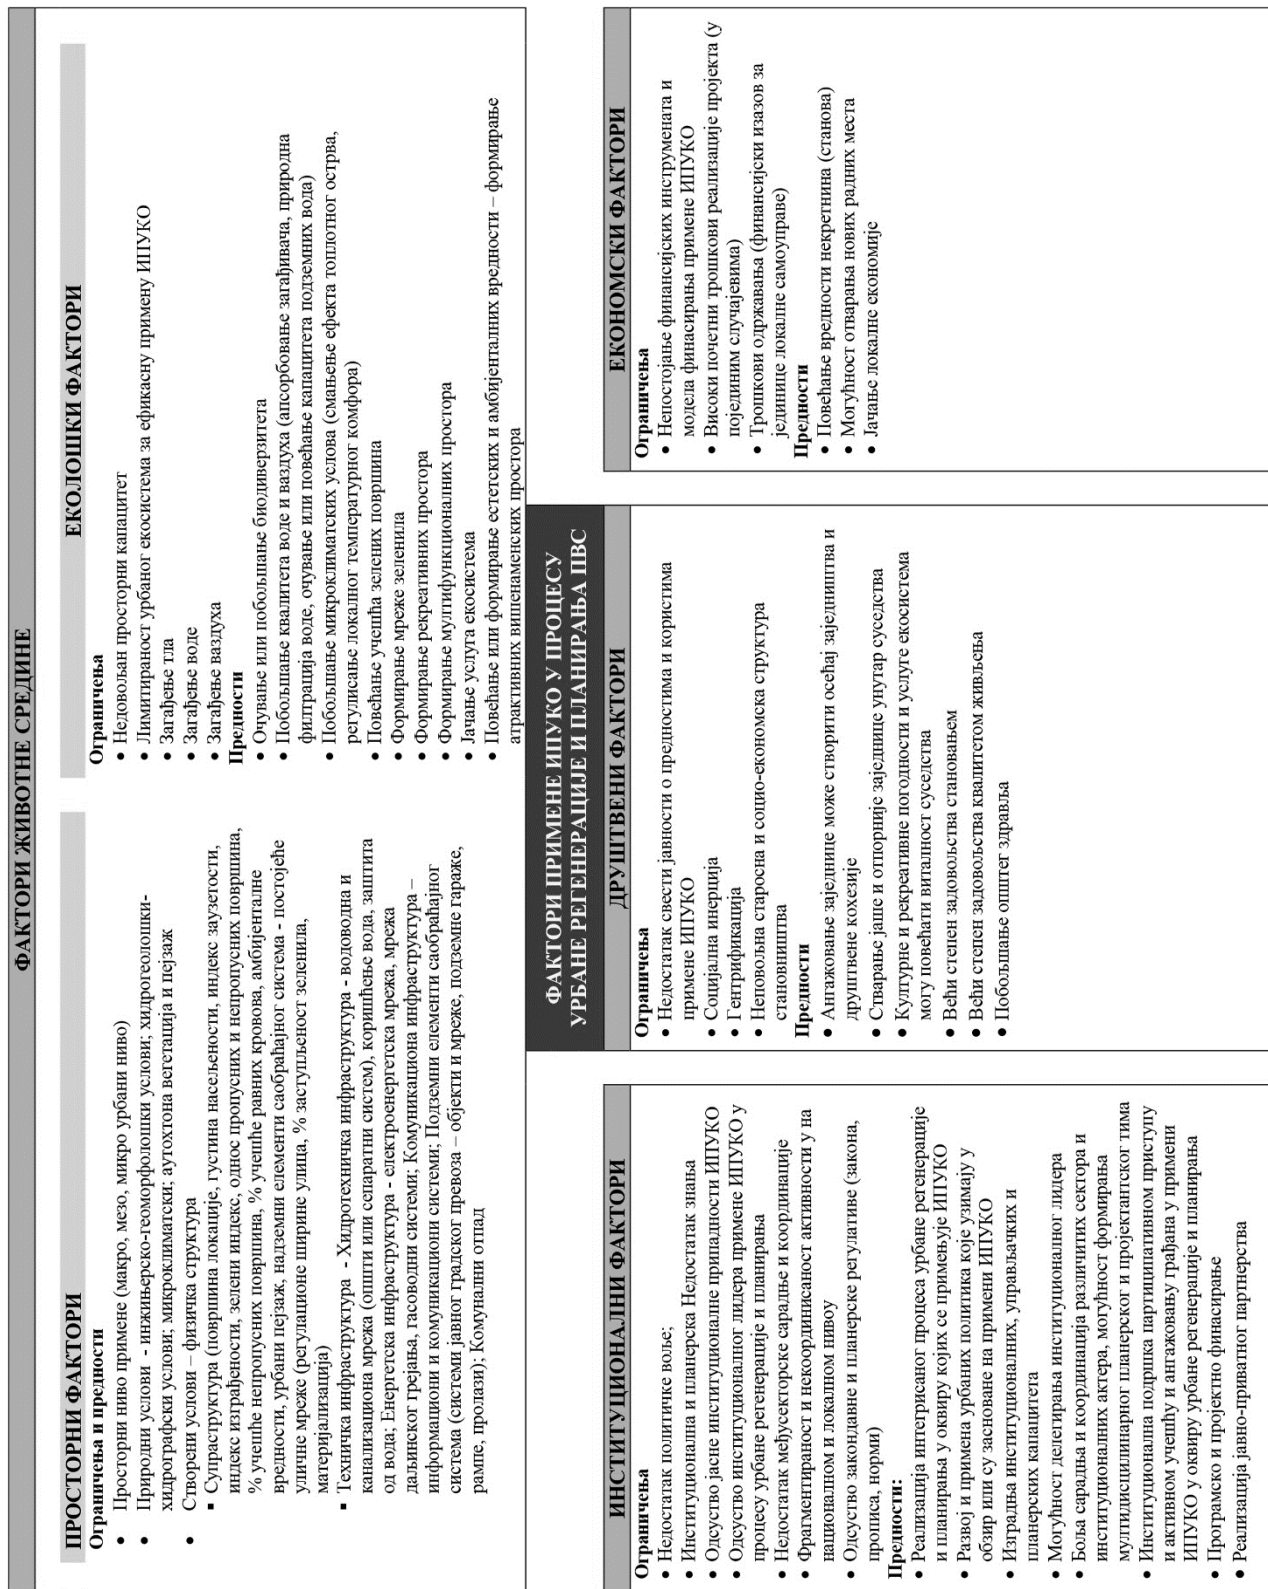 ФАКТОРИ ЖИВОТНЕ СРЕДИНЕ
ПРОСТОРНИ ФАКТОРИ
Ограничења и предности
• Просторни ниво примене (макро, мезо, микро урбани ниво)
• Природни услови - инжињерско-геоморфолошки услови; хидрогеолошки-
хидрографски услови; микроклиматски; аутохтона вегетација и пејзаж
• Створени услови – физичка структура
▪ Супраструктура (површина локације, густина насељености, индекс заузетости,
индекс изграђености, зелени индекс, однос пропусних и непропусних површина,
% учешће непропусних површина, % учешће равних кровова, амбијенталне
вредности, урбани пејзаж, надземни елементи саобраћајног система - постојеће
уличне мреже (регулационе ширине улица, % заступљеност зеленила,
материјализација)
▪ Техничка инфраструктура - Хидротехничка инфраструктура - водоводна и
канализациона мрежа (општи или сепаратни систем), коришћење вода, заштита
од вода; Енергетска инфраструктура - електроенергетска мрежа, мрежа
даљинског грејања, гасоводни системи; Комуникациона инфраструктура –
информациони и комуникациони системи; Подземни елементи саобраћајног
система (системи јавног градског превоза – објекти и мреже, подземне гараже,
рампе, пролази); Комунални отпад
ЕКОЛОШКИ ФАКТОРИ
Ограничења
• Недовољан просторни капацитет
• Лимитираност урбаног екосистема за ефикасну примену ИПУКО
• Загађење тла
• Загађење воде
• Загађење ваздуха
Предности
• Очување или побољшање биодиверзитета
• Побољшање квалитета воде и ваздуха (апсорбовање загађивача, природна
филтрација воде, очување или повећање капацитета подземних вода)
• Побољшање микроклиматских услова (смањење ефекта топлотног острва,
регулисање локалног температурног комфора)
• Повећање учешћа зелених површина
• Формирање мреже зеленила
• Формирање рекреативних простора
• Формирање мултифункционалних простора
• Јачање услуга екосистема
• Повећање или формирање естетских и амбијенталних вредности – формирање
атрактивних вишенаменских простора
ФАКТОРИ ПРИМЕНЕ ИПУКО У ПРОЦЕСУ
УРБАНЕ РЕГЕНЕРАЦИЈЕ И ПЛАНИРАЊА ПВС
ИНСТИТУЦИОНАЛНИ ФАКТОРИ
Ограничења
• Недостатак политичке воље;
• Институционална и планерска Недостатак знања
• Одсуство јасне институционалне припадности ИПУКО
• Одсуство институционалног лидера примене ИПУКО у
процесу урбане регенерације и планирања
• Недостатак међусекторске сарадње и координације
• Фрагментираност и некоординисаност активности у на
националном и локалном нивоу
• Одсуство законодавне и планерске регулативе (закона,
прописа, норми)
Предности:
• Реализација интегрисаног процеса урбане регенерације
и планирања у оквиру којих се примењује ИПУКО
• Развој и примена урбаних политика које узимају у
обзир или су засноване на примени ИПУКО
• Изградња институционалних, управљачких и
планерских капацитета
• Могућност делегирања институционалног лидера
• Боља сарадња и координација различитих сектора и
институционалних актера, могућност формирања
мултидисциплинарног планерског и пројектантског тима
• Институционална подршка партиципативном приступу
и активном учешћу и ангажовању грађана у примени
ИПУКО у оквиру урбане регенерације и планирања
• Програмско и пројектно финасирање
• Реализација јавно-приватног партнерства
ДРУШТВЕНИ ФАКТОРИ
Ограничења
• Недостатак свести јавности о предностима и користима
примене ИПУКО
• Социјална инерција
• Гентрификација
• Неповољна старосна и социо-економска структура
становништва
Предности
• Ангажовање заједнице може створити осећај заједништва и
друштвене кохезије
• Стварање јаше и отпорније заједнице унутар суседства
• Културне и рекреативне погодности и услуге екосистема
могу повећати виталност суседства
• Већи степен задовољства становањем
• Већи степен задовољства квалитетом живљења
• Побољшање општег здравља
ЕКОНОМСКИ ФАКТОРИ
Ограничења
• Непостојање финансијских инструмената и
модела финасирања примене ИПУКО
• Високи почетни трошкови реализације пројекта (у
појединим случајевима)
• Трошкови одржавања (финансијски изазов за
јединице локалне самоуправе)
Предности
• Повећање вредности некретнина (станова)
• Могућност отварања нових радних места
• Јачање локалне економије